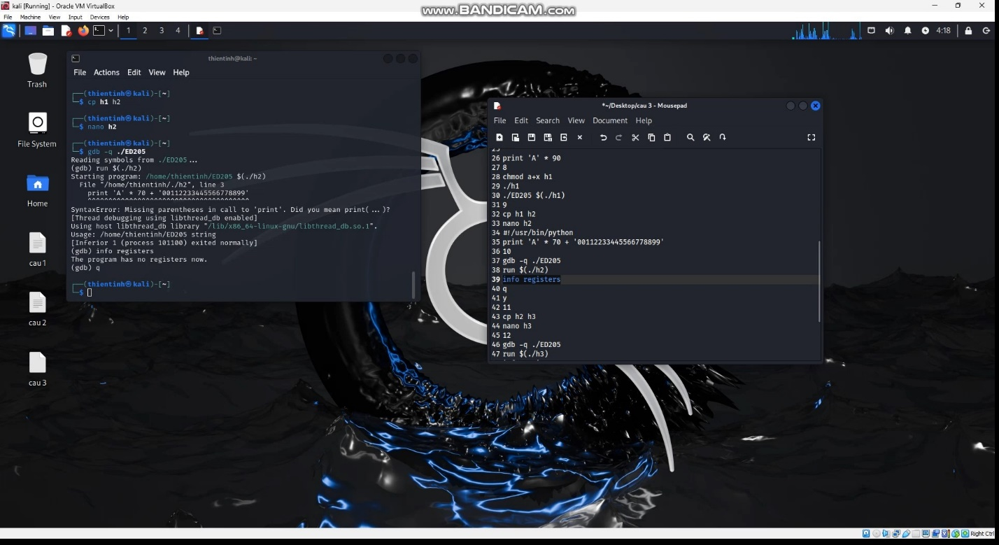 kali [Running] - Oracle VM VirtualBox
www.BANDICAM.com
File Machine View Input Devices Help
1 2 3 4
4:18
Trash
File System
Home
cau 1
cau 2
cau 3
thientinh@kali: ~
File Actions Edit View Help
┌──(thientinh㉿kali)-[~]
└─$ cp h1 h2
┌──(thientinh㉿kali)-[~]
└─$ nano h2
┌──(thientinh㉿kali)-[~]
└─$ gdb -q ./ED205
Reading symbols from ./ED205...
(gdb) run $(./h2)
Starting program: /home/thientinh/ED205 $(./h2)
File "/home/thientinh/./h2", line 3
print 'A' * 70 + '00112233445566778899'
^^^^^^^^^^^^^^^^^^^^^^^^^^^^^^^^^^^^^^^
SyntaxError: Missing parentheses in call to 'print'. Did you mean print(...)?
[Thread debugging using libthread_db enabled]
Using host libthread_db library "/lib/x86_64-linux-gnu/libthread_db.so.1".
Usage: /home/thientinh/ED205 string
[Inferior 1 (process 101100) exited normally]
(gdb) info registers
The program has no registers now.
(gdb) q
┌──(thientinh㉿kali)-[~]
└─$
*~/Desktop/cau 3 - Mousepad
File Edit Search View Document Help
25
26 print 'A' * 90
27 8
28 chmod a+x h1
29 ./h1
30 ./ED205 $(./h1)
31 9
32 cp h1 h2
33 nano h2
34 #!/usr/bin/python
35 print 'A' * 70 + '00112233445566778899'
36 10
37 gdb -q ./ED205
38 run $(./h2)
39 info registers
40 q
41 y
42 11
43 cp h2 h3
44 nano h3
45 12
46 gdb -q ./ED205
47 run $(./h3)
Right Ctrl